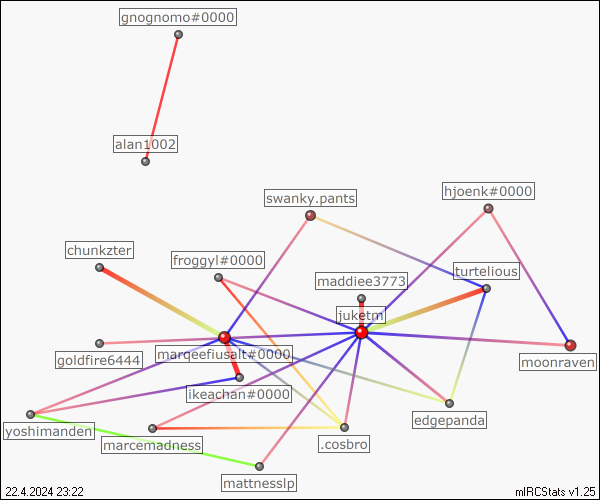 gnognomo#0000
alan1002
swanky.pants
hjoenk#0000
chunkzter
froggyl#0000
maddiee3773
turtelious
juketm
goldfire6444
marqeefiusalt#0000
moonraven
ikeachan#0000
yoshimanden
marcemadness
.cosbro
edgepanda
mattnesslp
22.4.2024 23:22
mIRCStats v1.25